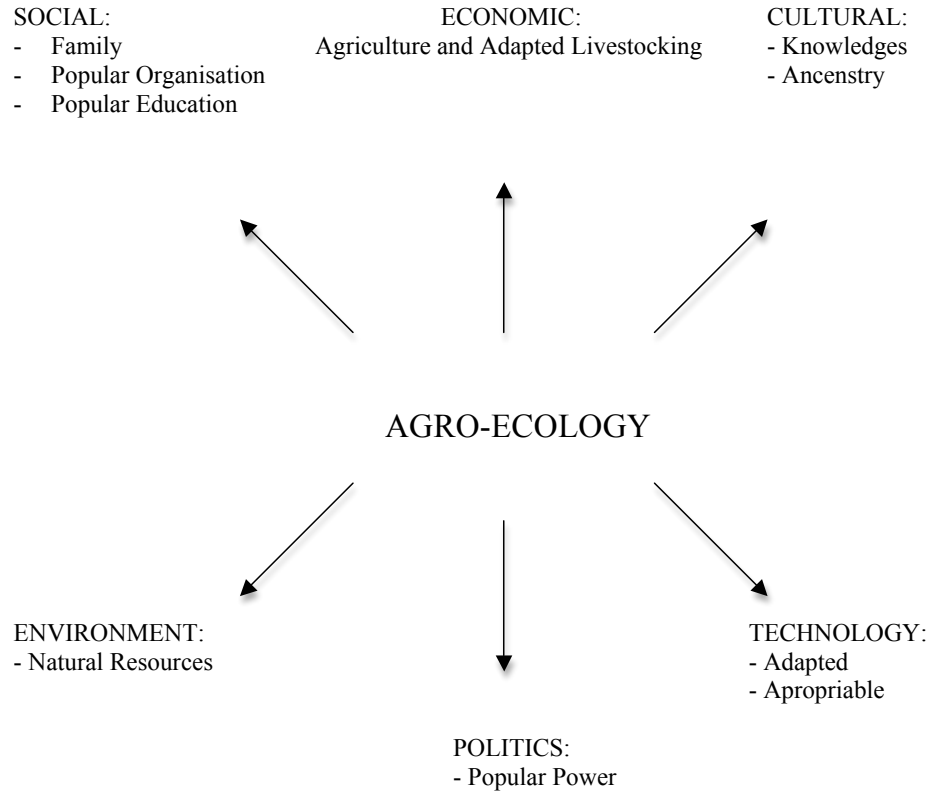 SOCIAL:
- Family
- Popular Organisation
- Popular Education
ECONOMIC:
Agriculture and Adapted Livestocking
CULTURAL:
- Knowledges
- Ancenstry
AGRO-ECOLOGY
ENVIRONMENT:
- Natural Resources
POLITICS:
- Popular Power
TECHNOLOGY:
- Adapted
- Apropriable